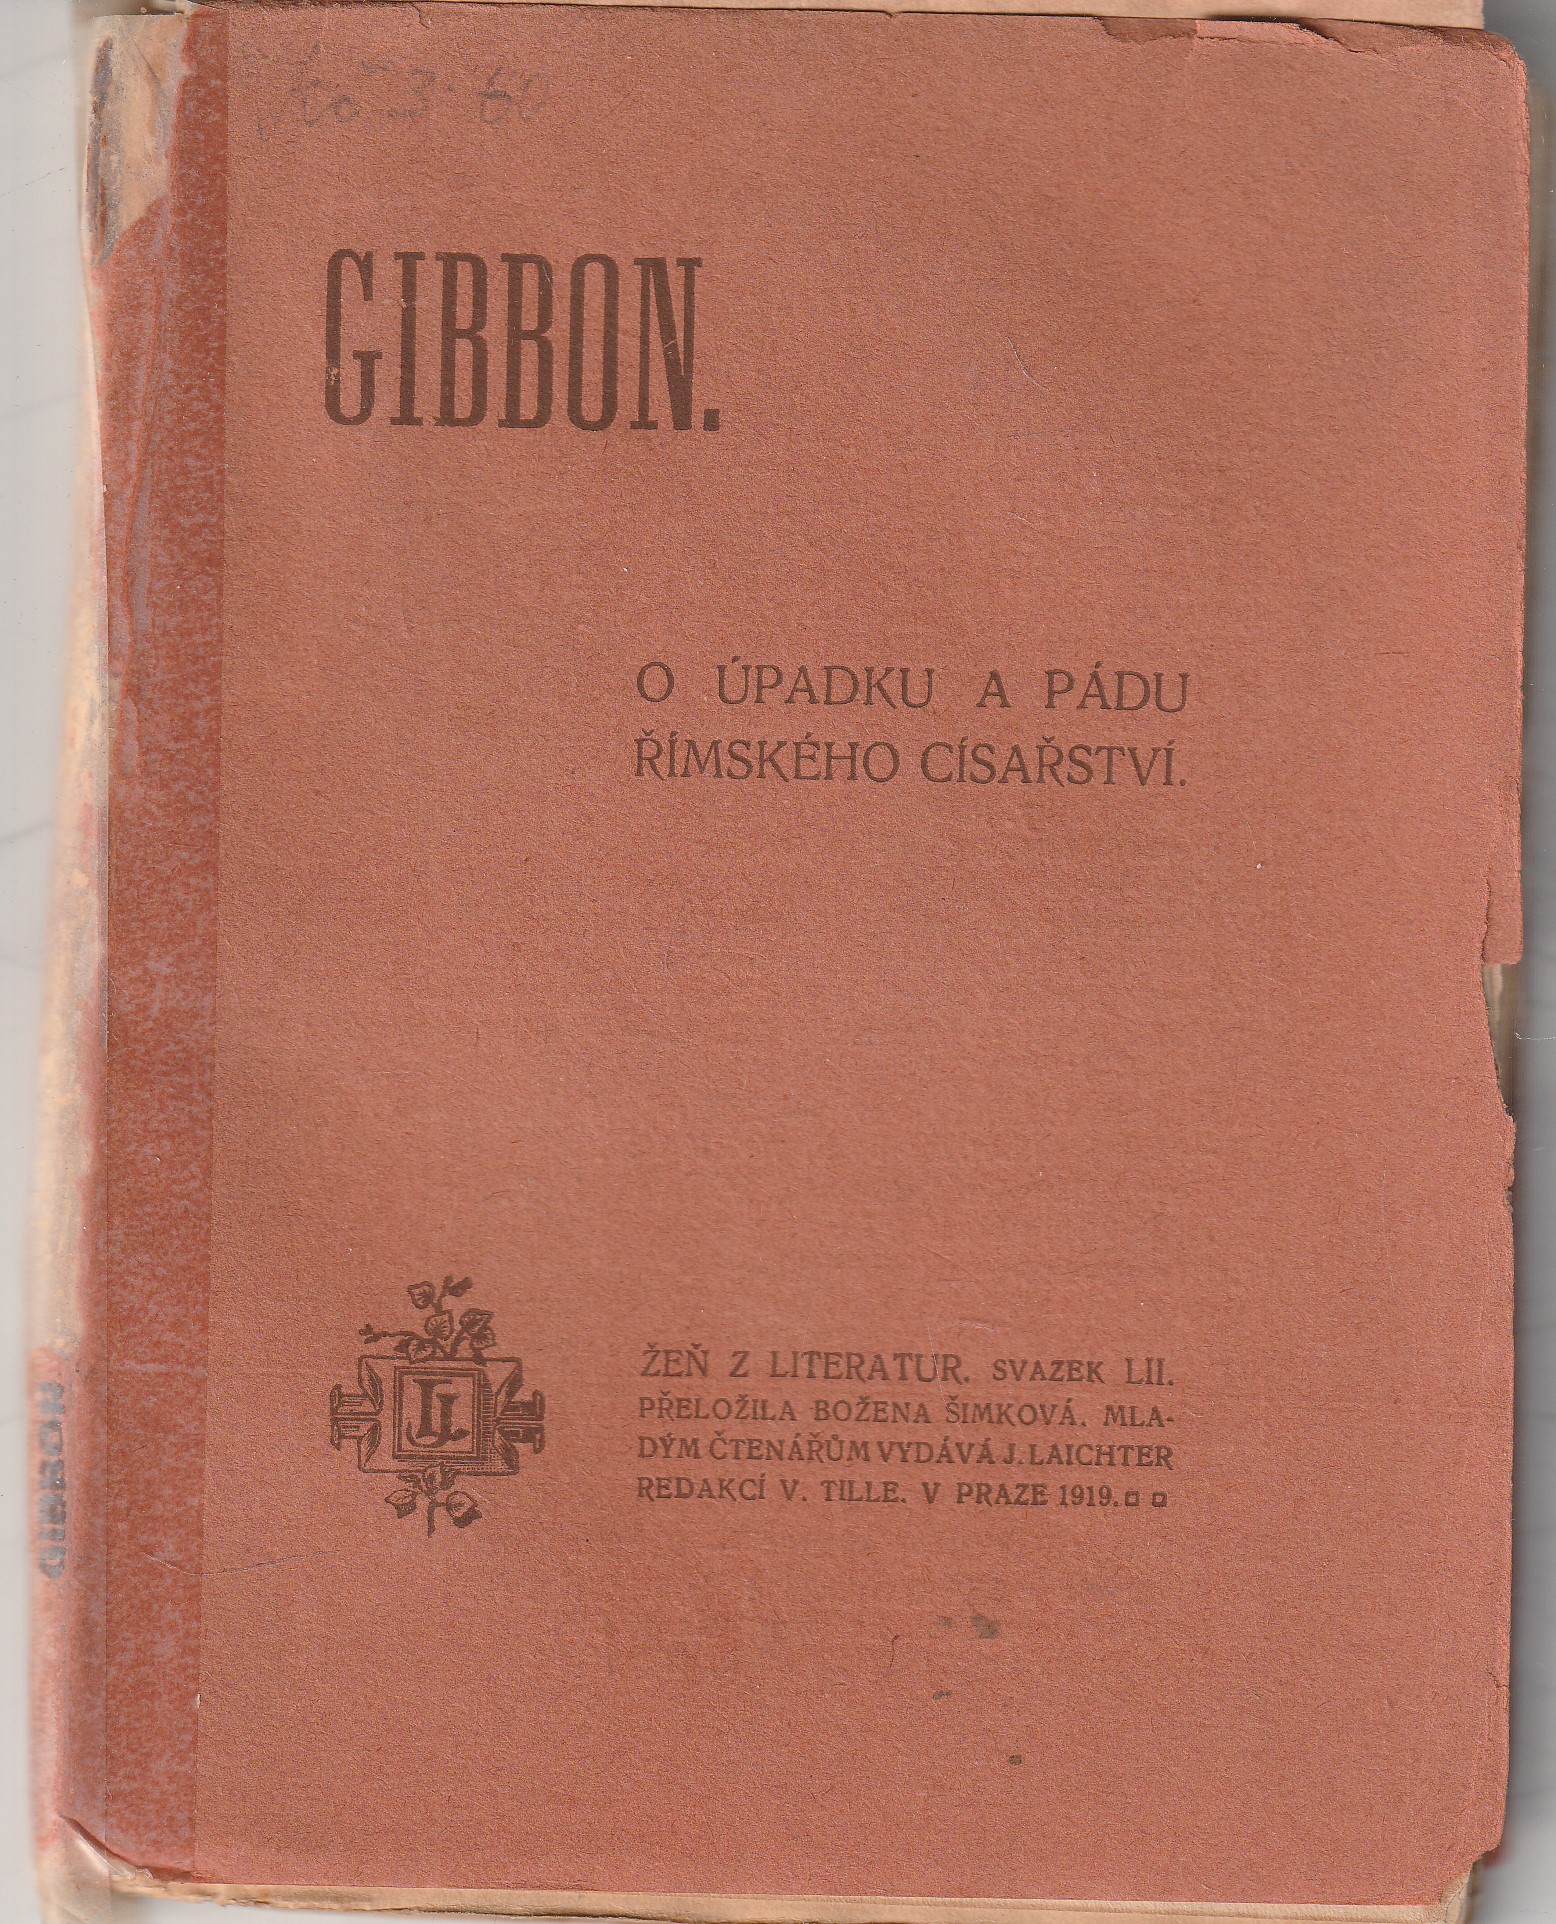 GIBBON.
O ÚPADKU A PÁDU
ŘÍMSKÉHO CÍSAŘSTVÍ.
ŽEŇ Z LITERATUR. SVAZEK LII.
PŘELOŽILA BOŽENA ŠIMKOVÁ. MLA-
DÝM ČTENÁŘŮM VYDÁVÁ J. LAICHTER
REDAKCÍ V. TILLE. V PRAZE 1919.
JL
GIBBON